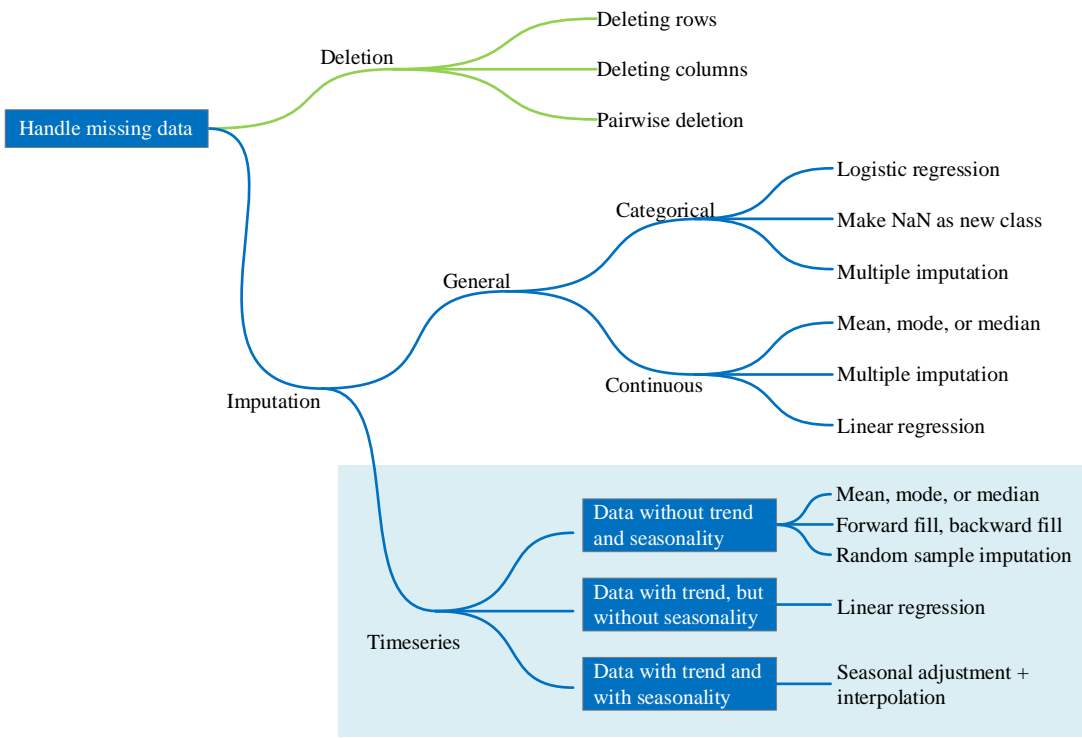 Deleting rows
Deletion
Deleting columns
Handle missing data
Pairwise deletion
Logistic regression
Categorical
Make NaN as new class
General
Multiple imputation
Mean, mode, or median
Continuous
Multiple imputation
Imputation
Linear regression
Mean, mode, or median
Data without trend
and seasonality
Forward fill, backward fill
Random sample imputation
Data with trend, but
without seasonality
Linear regression
Timeseries
Data with trend and
with seasonality
Seasonal adjustment +
interpolation